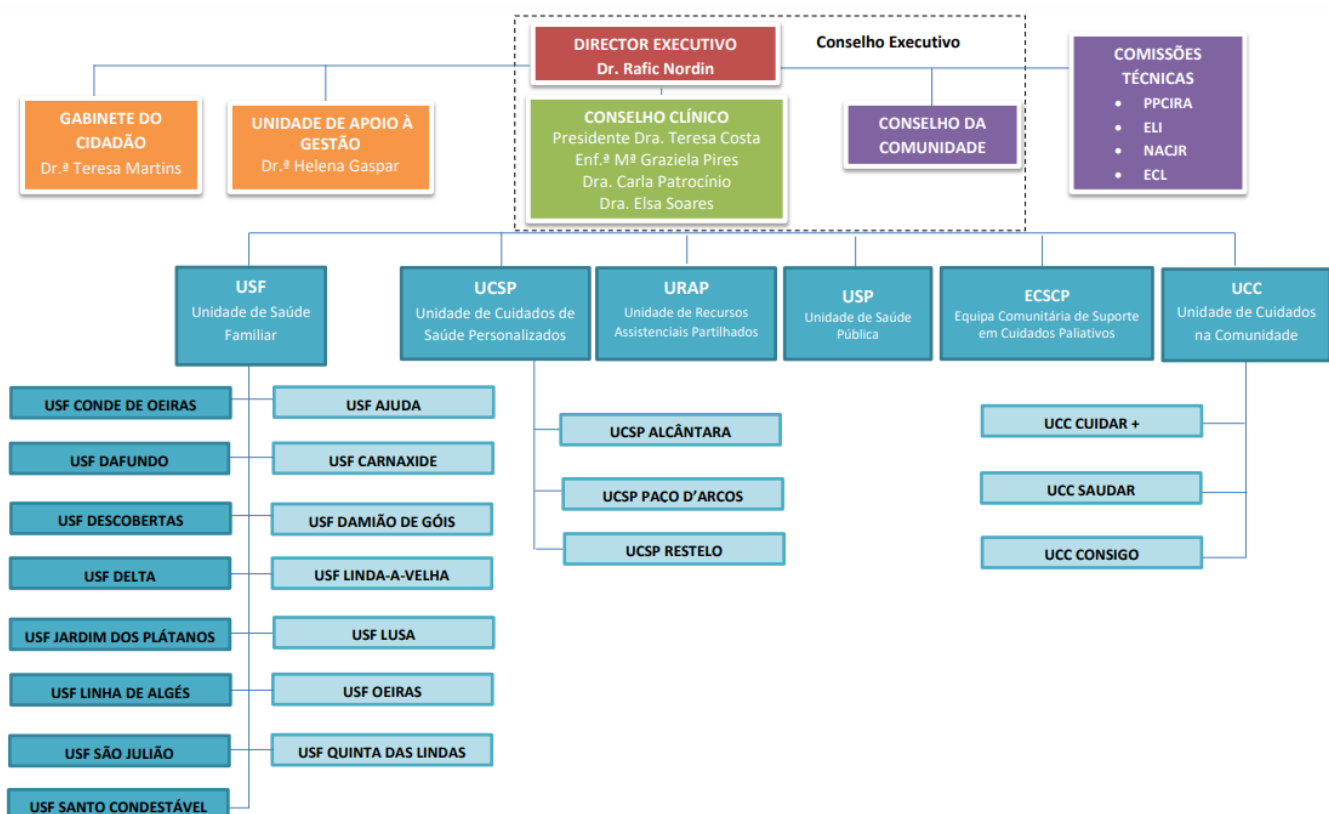 DIRECTOR EXECUTIVO
Dr. Rafic Nordin
Conselho Executivo
COMISSÕES
TÉCNICAS
• PPCIRA
• ELI
• NACJR
• ECL
GABINETE DO
CIDADÃO
Dr.ª Teresa Martins
UNIDADE DE APOIO À
GESTÃO
Dr.ª Helena Gaspar
CONSELHO CLÍNICO
Presidente Dra. Teresa Costa
Enf.ª Mª Graziela Pires
Dra. Carla Patrocínio
Dra. Elsa Soares
CONSELHO DA
COMUNIDADE
USF
Unidade de Saúde
Familiar
UCSP
Unidade de Cuidados de
Saúde Personalizados
URAP
Unidade de Recursos
Assistenciais Partilhados
USP
Unidade de Saúde
Pública
ECSCP
Equipa Comunitária de Suporte
em Cuidados Paliativos
UCC
Unidade de Cuidados
na Comunidade
USF CONDE DE OEIRAS
USF AJUDA
USF DAFUNDO
USF CARNAXIDE
USF DESCOBERTAS
USF DAMIÃO DE GÓIS
USF DELTA
USF LINDA-A-VELHA
USF JARDIM DOS PLÁTANOS
USF LUSA
USF LINHA DE ALGÉS
USF OEIRAS
USF SÃO JULIÃO
USF QUINTA DAS LINDAS
USF SANTO CONDESTÁVEL
UCSP ALCÂNTARA
UCSP PAÇO D’ARCOS
UCSP RESTELO
UCC CUIDAR +
UCC SAUDAR
UCC CONSIGO